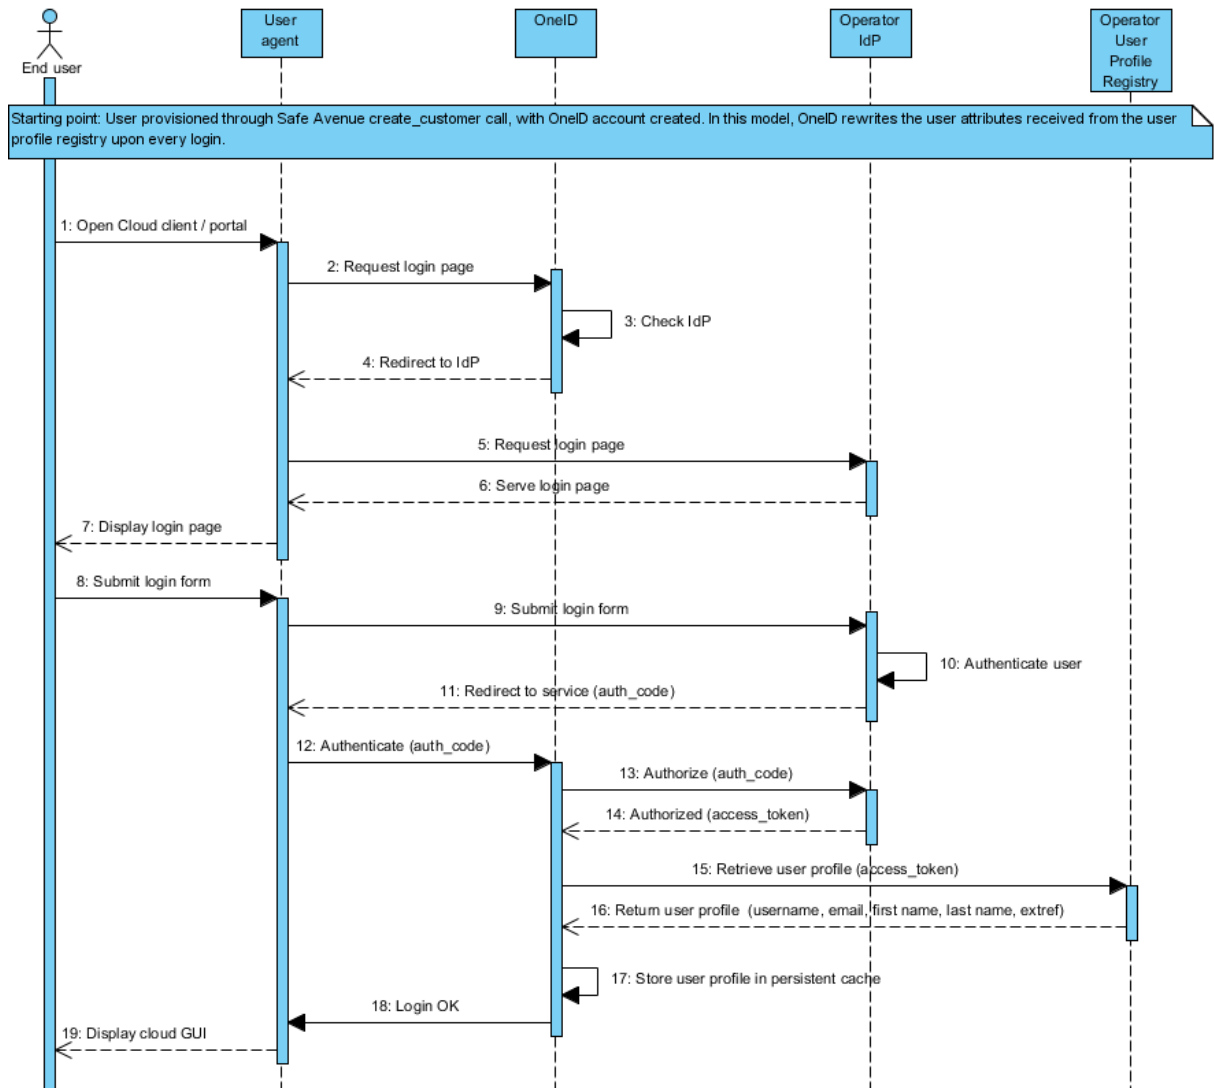 End user
User
agent
OneID
Operator
IdP
Operator
User
Profile
Registry
Starting point: User provisioned through Safe Avenue create_customer call, with OneID account created. In this model, OneID rewrites the user attributes received from the user
profile registry upon every login.
1: Open Cloud client / portal
2: Request login page
3: Check IdP
4: Redirect to IdP
5: Request login page
6: Serve login page
7: Display login page
8: Submit login form
9: Submit login form
10: Authenticate user
11: Redirect to service (auth_code)
12: Authenticate (auth_code)
13: Authorize (auth_code)
14: Authorized (access_token)
15: Retrieve user profile (access_token)
16: Return user profile (username, email, first name, last name, extref)
17: Store user profile in persistent cache
18: Login OK
19: Display cloud GUI